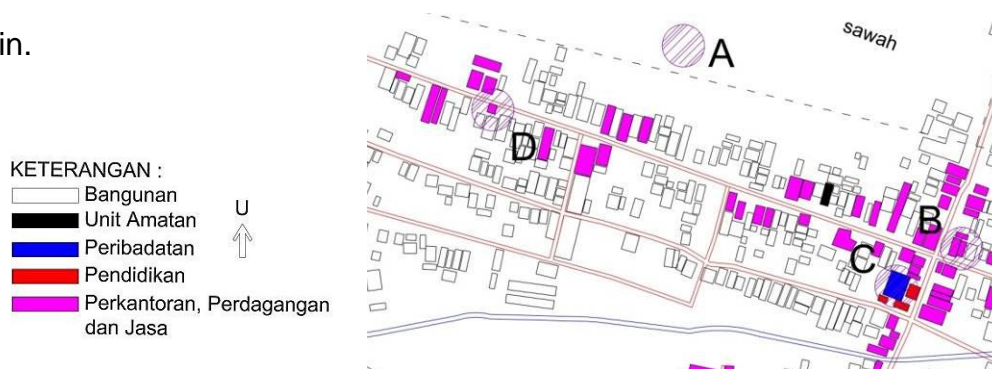 in.
sawah
A
D
B
C
KETERANGAN :
Bangunan
Unit Amatan
Peribadatan
Pendidikan
Perkantoran, Perdagangan
dan Jasa
U